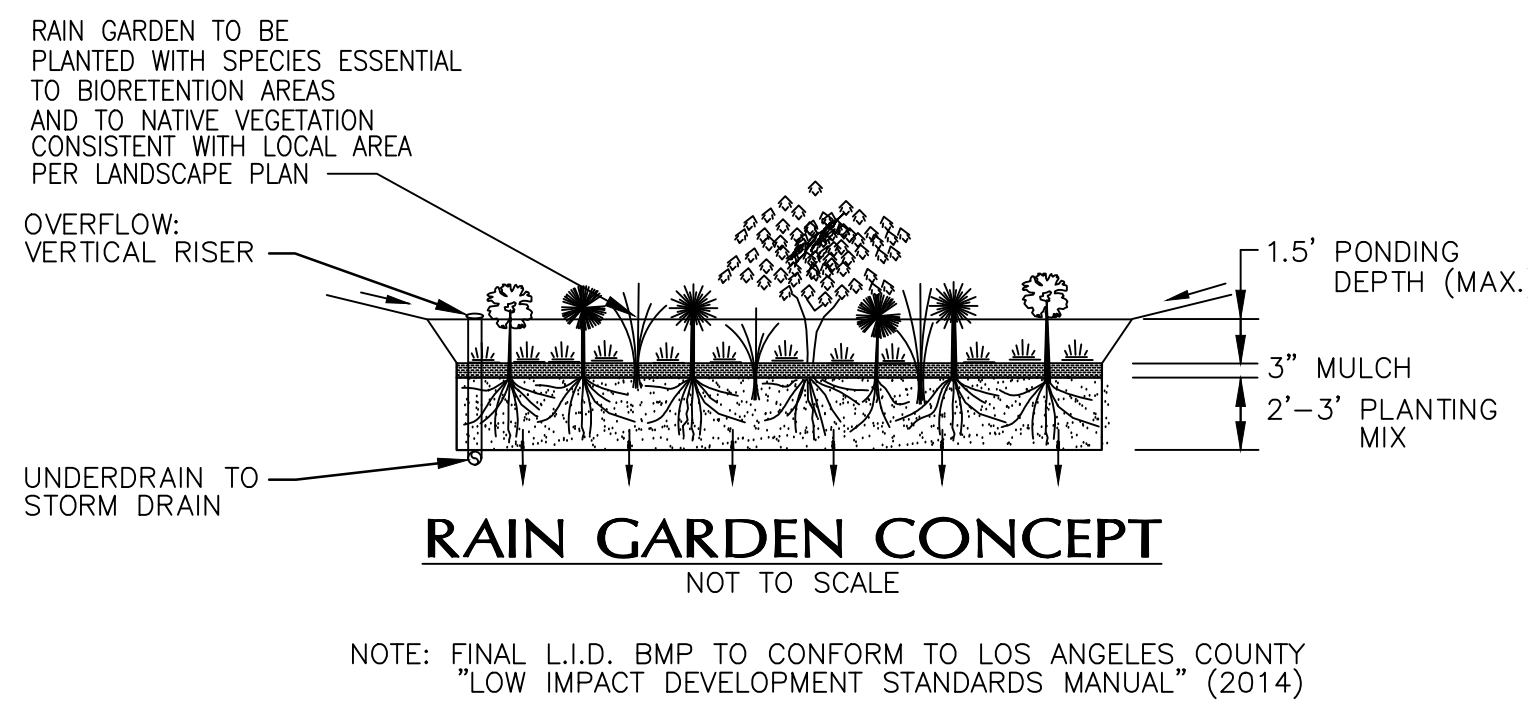 RAIN GARDEN TO BE
PLANTED WITH SPECIES ESSENTIAL
TO BIORETENTION AREAS
AND TO NATIVE VEGETATION
CONSISTENT WITH LOCAL AREA
PER LANDSCAPE PLAN
OVERFLOW:
VERTICAL RISER
1.5' PONDING
DEPTH (MAX.
3" MULCH
2'-3' PLANTING
MIX
UNDERDRAIN TO
STORM DRAIN
RAIN GARDEN CONCEPT
NOT TO SCALE
NOTE: FINAL L.I.D. BMP TO CONFORM TO LOS ANGELES COUNTY
"LOW IMPACT DEVELOPMENT STANDARDS MANUAL" (2014)